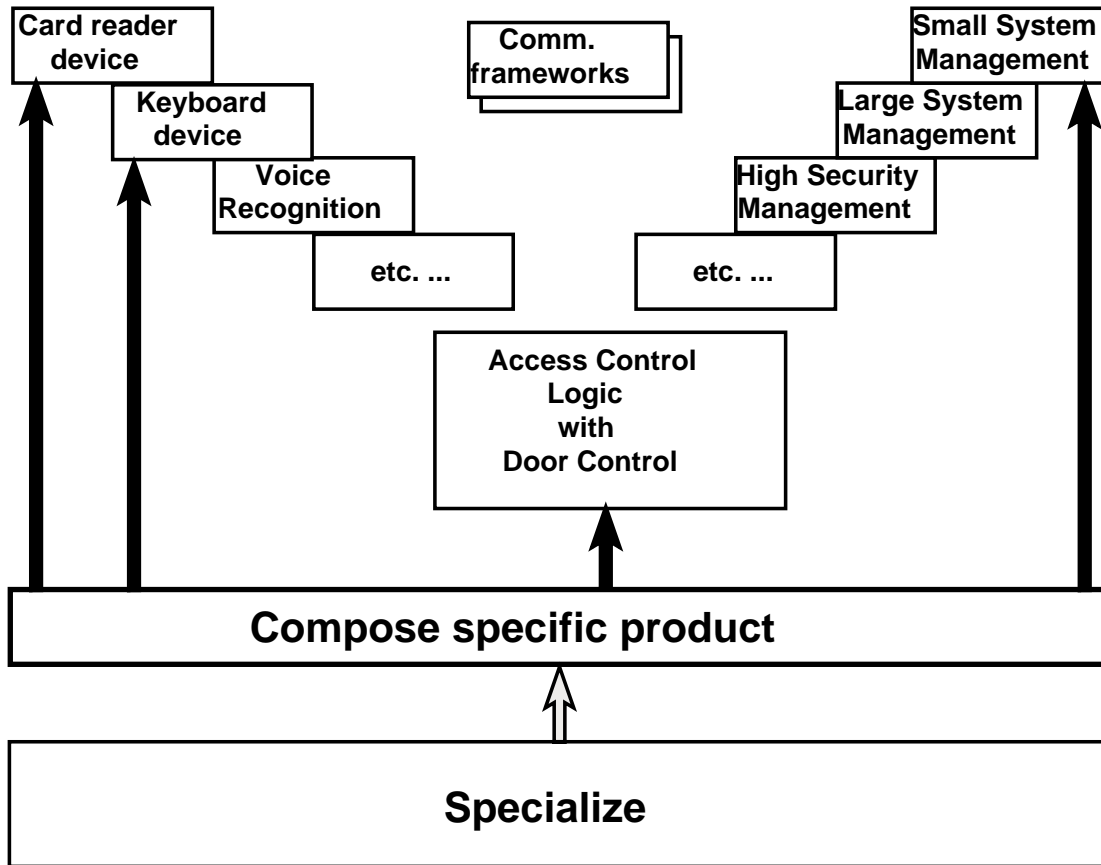 Card reader
device
Comm.
frameworks
Small System
Management
Keyboard
device
Large System
Management
Voice
Recognition
High Security
Management
etc. ...
etc. ...
Access Control
Logic
with
Door Control
Compose specific product
Specialize